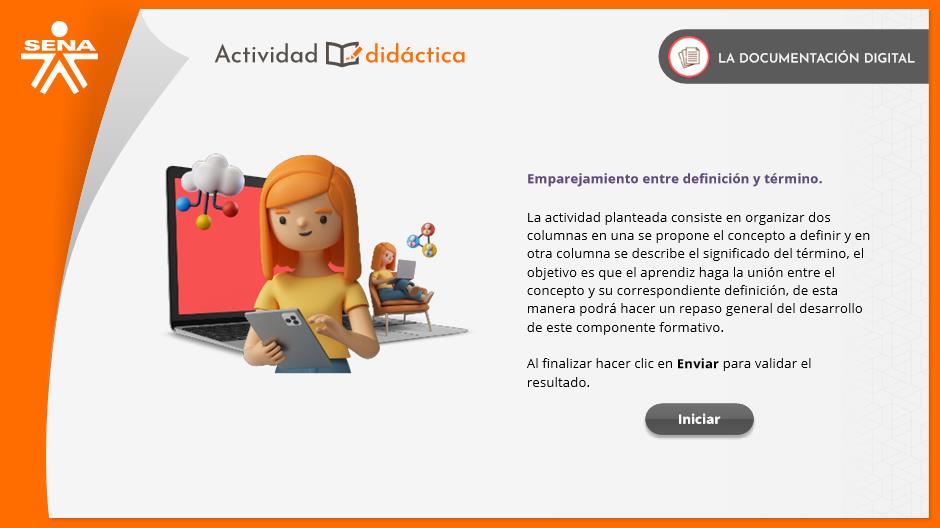 SENA
Actividad didáctica
LA DOCUMENTACIÓN DIGITAL
Emparejamiento entre definición y término.
La actividad planteada consiste en organizar dos
columnas en una se propone el concepto a definir y en
otra columna se describe el significado del término, el
objetivo es que el aprendiz haga la unión entre el
concepto y su correspondiente definición, de esta
manera podrá hacer un repaso general del desarrollo
de este componente formativo.
Al finalizar hacer clic en Enviar para validar el
resultado.
Iniciar